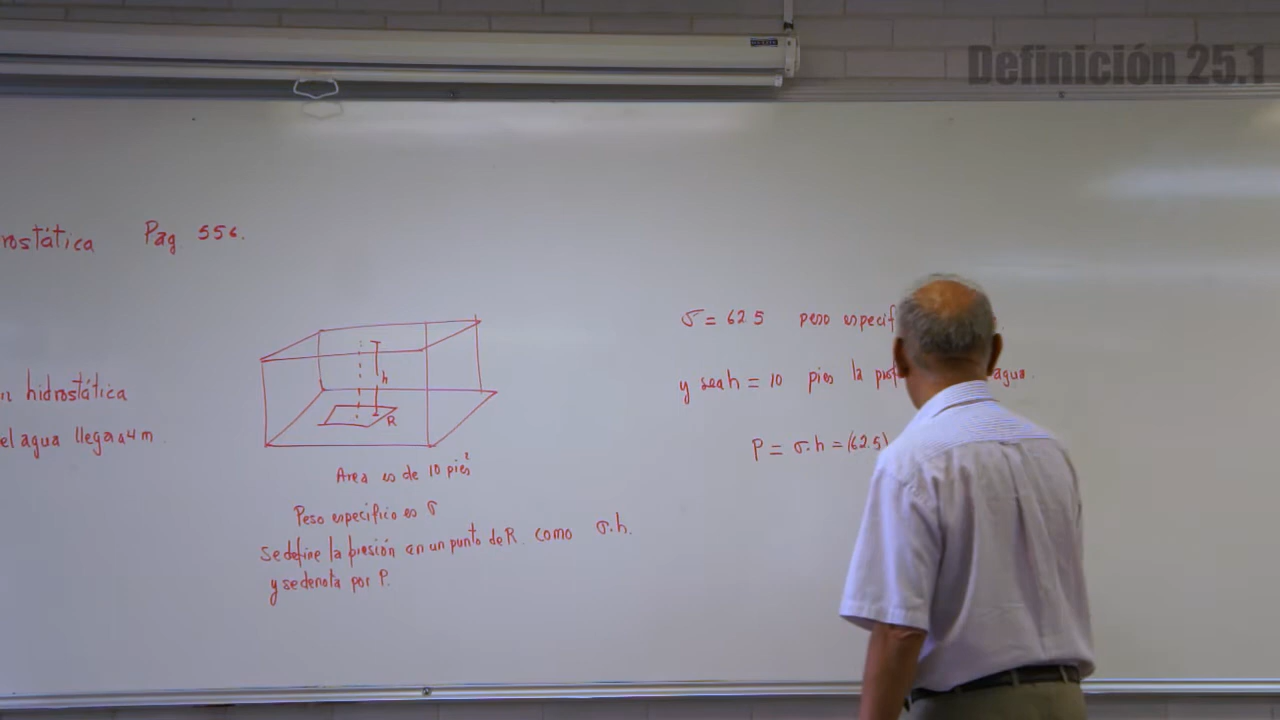 Definición 25.1
rostática Pag 556.
hidrostática
el agua llega a 4 m.
h
R
Area es de 10 pies²
Peso especifico es σ
Se define la presión en un punto de R como σ.h.
y se denota por P.
σ = 62.5 peso especif
y sea h = 10 pies la prof agua.
P = σ.h = (62.5)